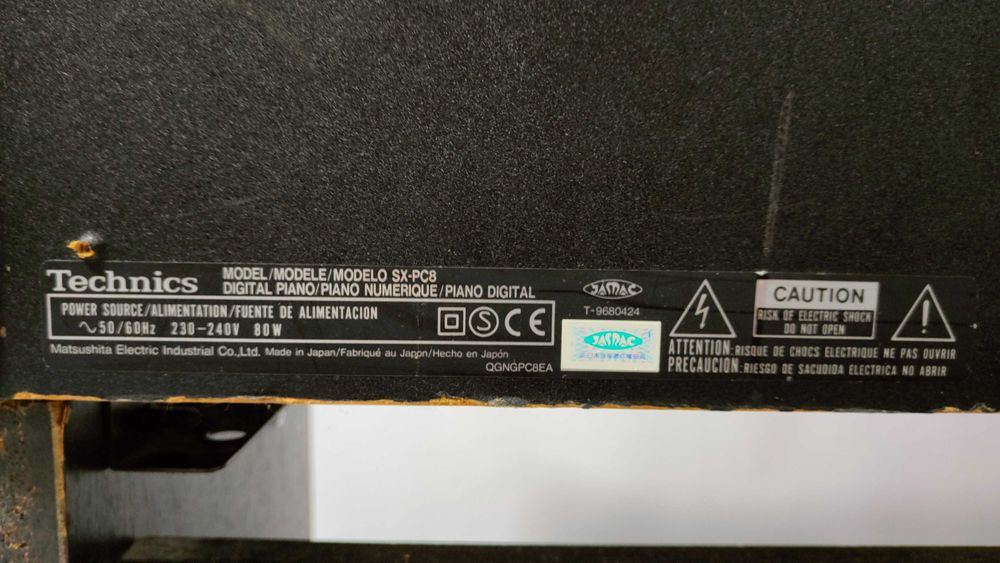 Technics
MODEL/MODELE/MODELO SX-PC8
DIGITAL PIANO/PIANO NUMERIQUE/PIANO DIGITAL
POWER SOURCE/ALIMENTATION/FUENTE DE ALIMENTACION
∿50/60Hz 230-240V 80W
S CE
Matsushita Electric Industrial Co.,Ltd. Made in Japan/Fabriqué au Japon/Hecho en Japón
QGNGPC8EA
JASRAC
T-9680424
JASRAC
CAUTION
RISK OF ELECTRIC SHOCK
DO NOT OPEN
ATTENTION:RISQUE DE CHOCS ELECTRIQUE NE PAS OUVRIR
PRECAUCION:RIESGO DE SACUDIDA ELECTRICA NO ABRIR